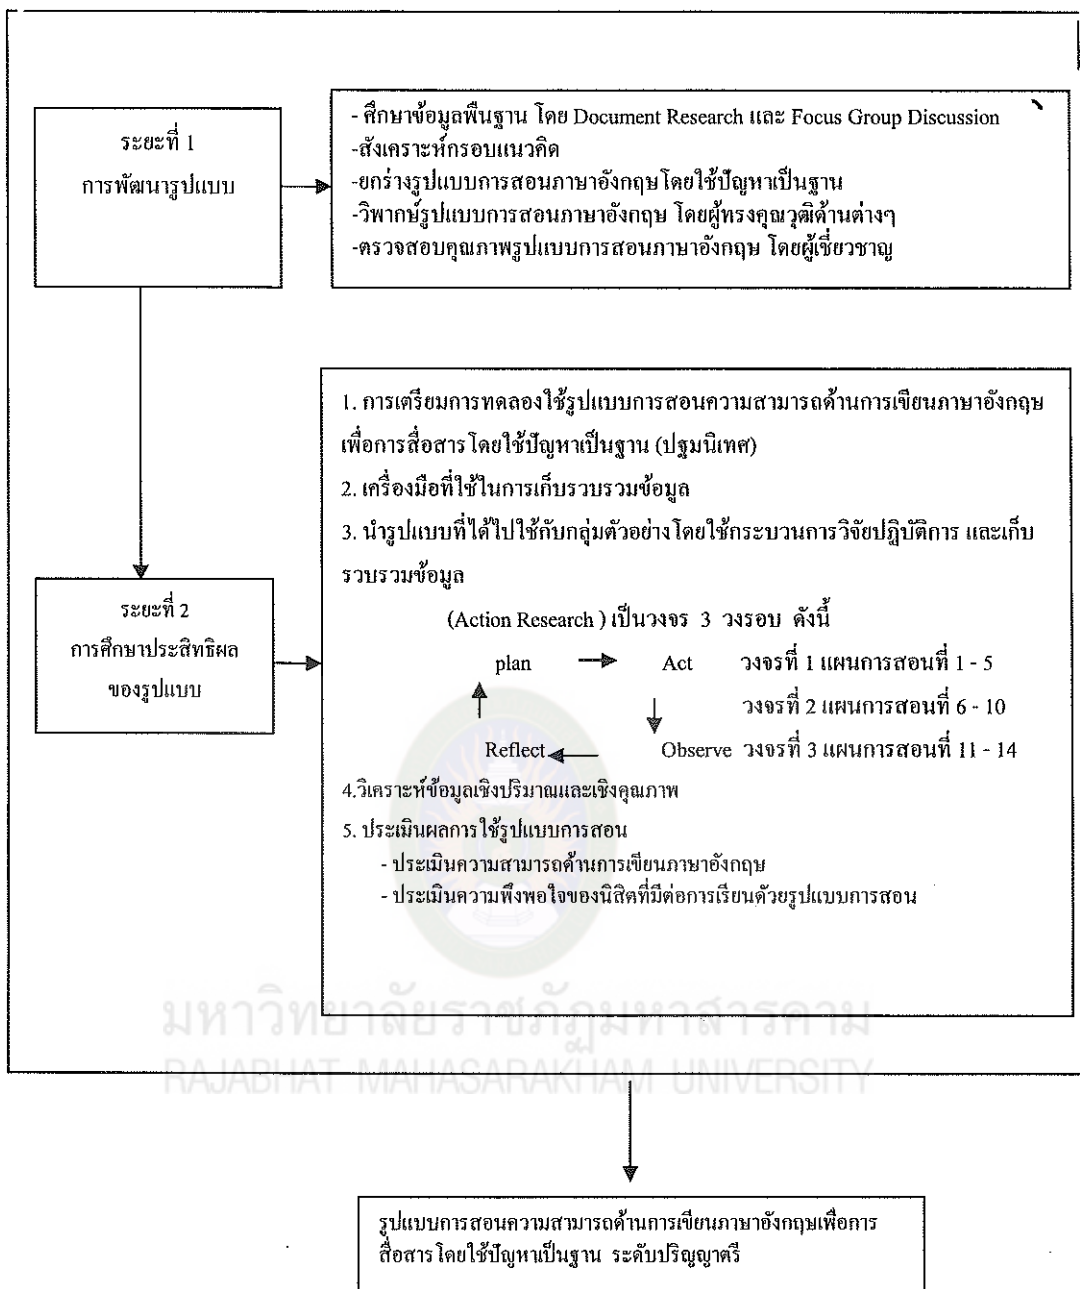 ระยะที่ 1
การพัฒนารูปแบบ
- ศึกษาข้อมูลพื้นฐาน โดย Document Research และ Focus Group Discussion
-สังเคราะห์กรอบแนวคิด
-ยกร่างรูปแบบการสอนภาษาอังกฤษโดยใช้ปัญหาเป็นฐาน
-วิพากษ์รูปแบบการสอนภาษาอังกฤษ โดยผู้ทรงคุณวุฒิด้านต่างๆ
-ตรวจสอบคุณภาพรูปแบบการสอนภาษาอังกฤษ โดยผู้เชี่ยวชาญ
ระยะที่ 2
การศึกษาประสิทธิผล
ของรูปแบบ
1. การเตรียมการทดลองใช้รูปแบบการสอนความสามารถด้านการเขียนภาษาอังกฤษ
เพื่อการสื่อสาร โดยใช้ปัญหาเป็นฐาน (ปฐมนิเทศ)
2. เครื่องมือที่ใช้ในการเก็บรวบรวมข้อมูล
3. นำรูปแบบที่ได้ไปใช้กับกลุ่มตัวอย่างโดยใช้กระบวนการวิจัยปฏิบัติการ และเก็บ
รวบรวมข้อมูล
(Action Research ) เป็นวงจร 3 วงรอบ ดังนี้
plan Act วงจรที่ 1 แผนการสอนที่ 1 - 5
วงจรที่ 2 แผนการสอนที่ 6 - 10
Reflect Observe วงจรที่ 3 แผนการสอนที่ 11 - 14
4.วิเคราะห์ข้อมูลเชิงปริมาณและเชิงคุณภาพ
5. ประเมินผลการใช้รูปแบบการสอน
- ประเมินความสามารถด้านการเขียนภาษาอังกฤษ
- ประเมินความพึงพอใจของนิสิตที่มีต่อการเรียนด้วยรูปแบบการสอน
มหาวิทยาลัยราชภัฏมหาสารคาม
RAJABHAT MAHASARAKHAM UNIVERSITY
รูปแบบการสอนความสามารถด้านการเขียนภาษาอังกฤษเพื่อการ
สื่อสาร โดยใช้ปัญหาเป็นฐาน ระดับปริญญาตรี